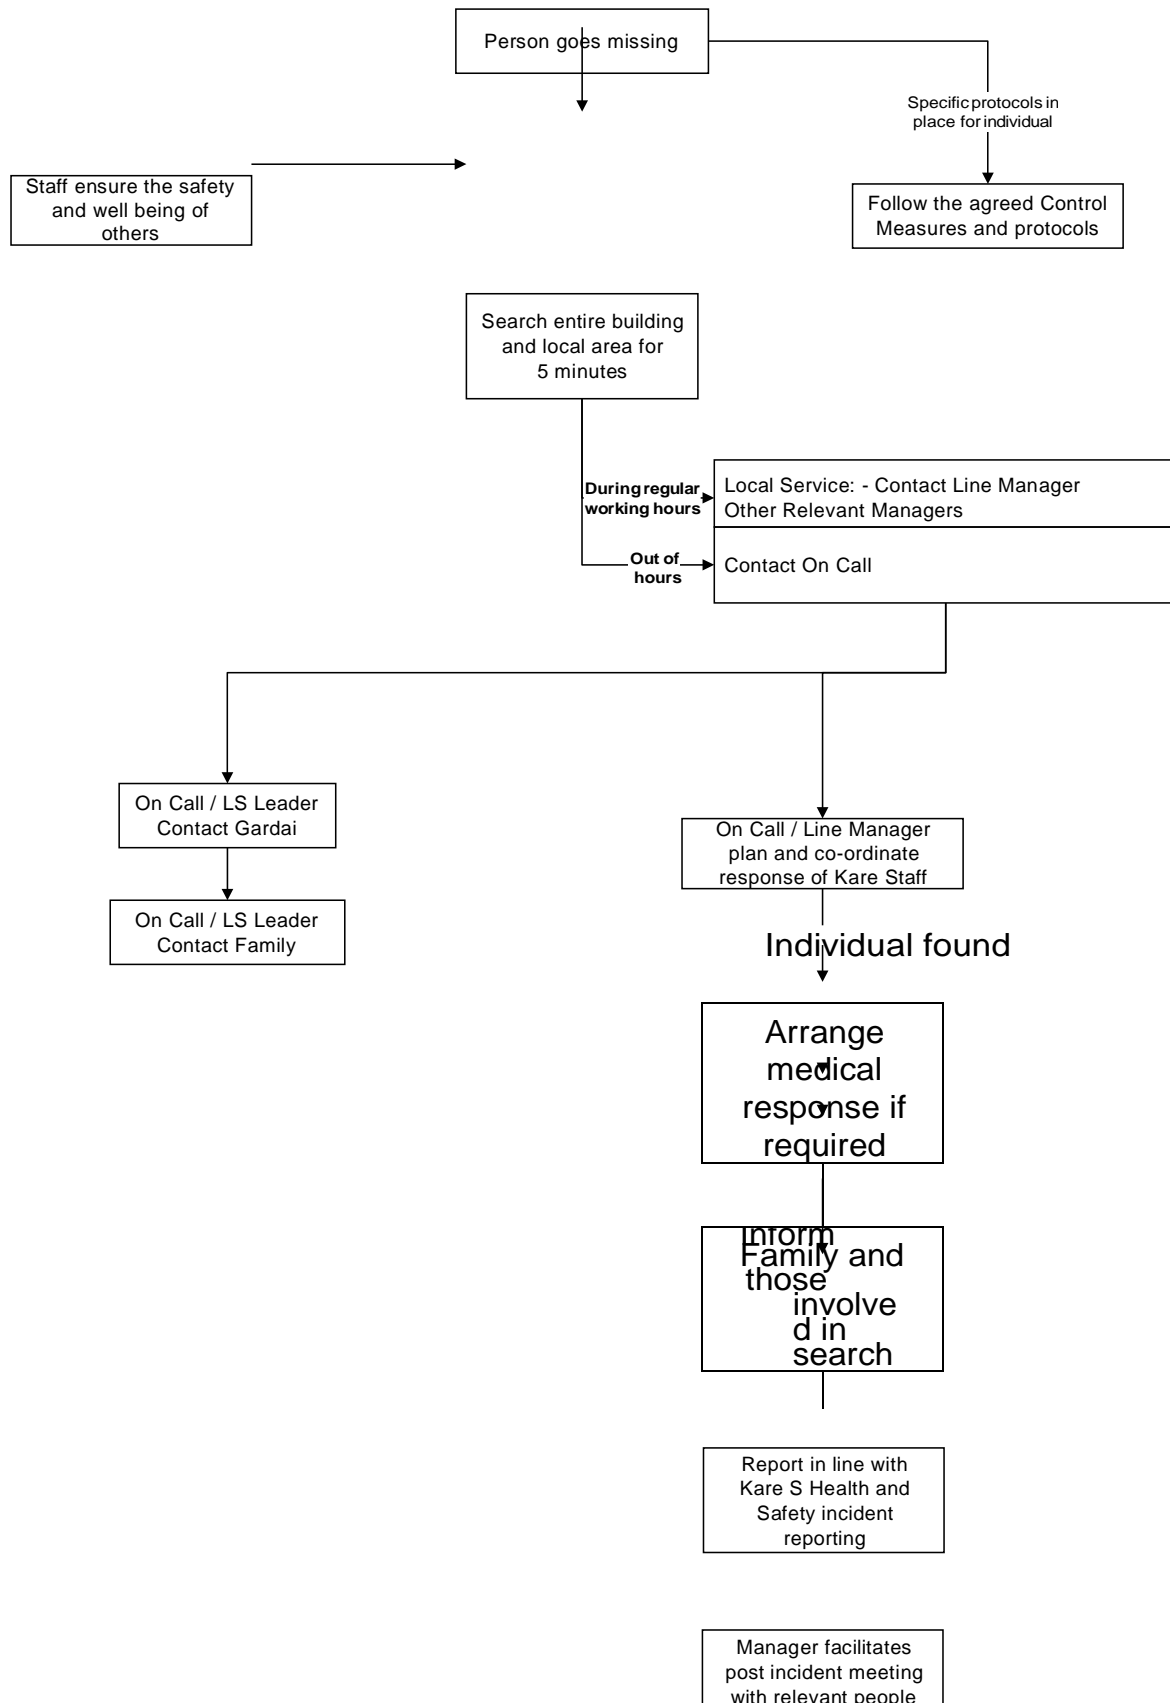 Person goes missing
Specific protocols in
place for individual
Staff ensure the safety
and well being of
others
Follow the agreed Control
Measures and protocols
Search entire building
and local area for
5 minutes
During regular
working hours
Local Service: - Contact Line Manager
Other Relevant Managers
Out of
hours
Contact On Call
On Call / LS Leader
Contact Gardai
On Call / Line Manager
plan and co-ordinate
response of Kare Staff
On Call / LS Leader
Contact Family
Individual found
Arrange
medical
response if
required
Inform
Family and
those
involve
d in
search
Report in line with
Kare S Health and
Safety incident
reporting
Manager facilitates
post incident meeting
with relevant people